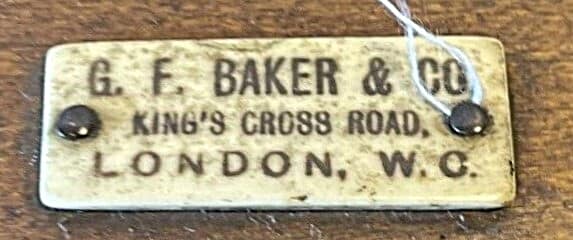 G. F. BAKER & CO
KING'S CROSS ROAD,
LONDON, W.C.